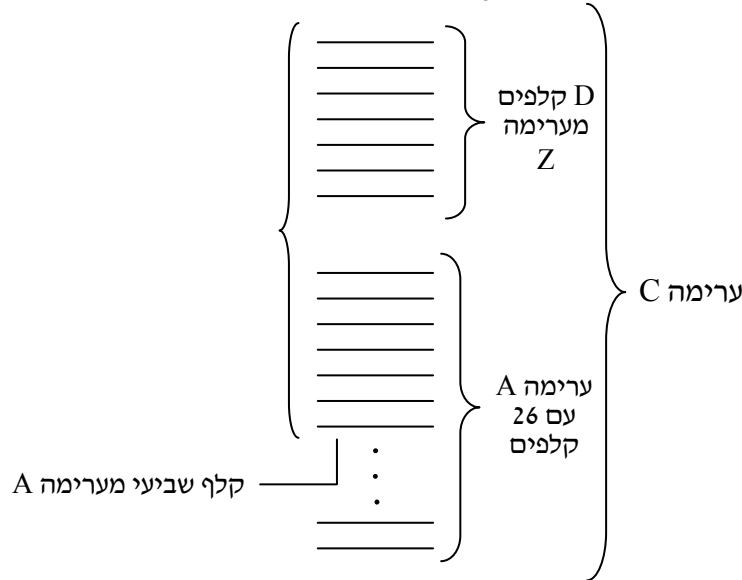 D קלפים
מערימה
Z
ערימה C
ערימה A
עם 26
קלפים
קלף שביעי מערימה A